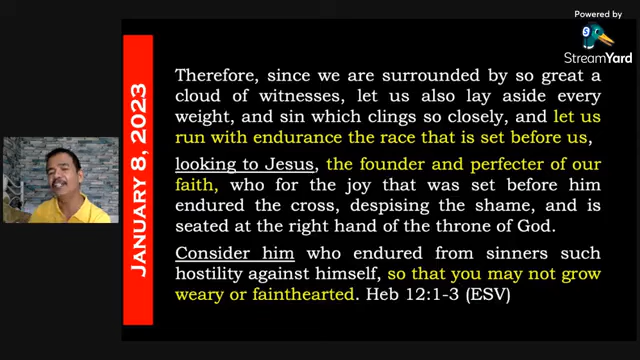 Powered by
StreamYard
JANUARY 8, 2023
Therefore, since we are surrounded by so great a
cloud of witnesses, let us also lay aside every
weight, and sin which clings so closely, and let us
run with endurance the race that is set before us,
looking to Jesus, the founder and perfecter of our
faith, who for the joy that was set before him
endured the cross, despising the shame, and is
seated at the right hand of the throne of God.
Consider him who endured from sinners such
hostility against himself, so that you may not grow
weary or fainthearted. Heb 12:1-3 (ESV)